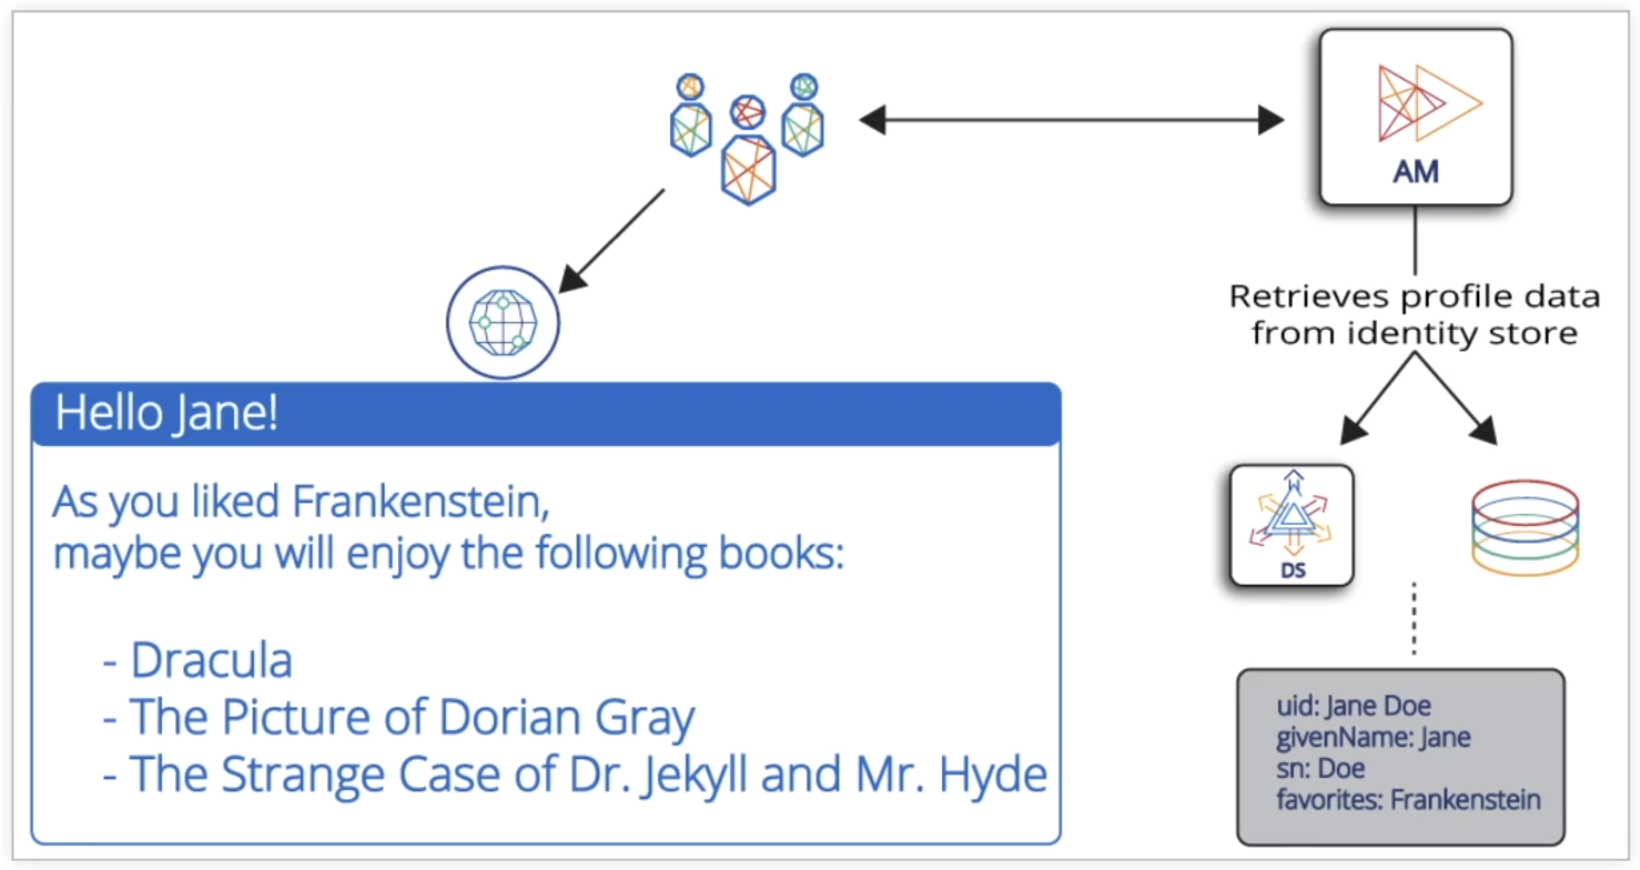 AM
Retrieves profile data
from identity store
Hello Jane!
As you liked Frankenstein,
maybe you will enjoy the following books:
- Dracula
- The Picture of Dorian Gray
- The Strange Case of Dr. Jekyll and Mr. Hyde
DS
uid: Jane Doe
givenName: Jane
sn: Doe
favorites: Frankenstein